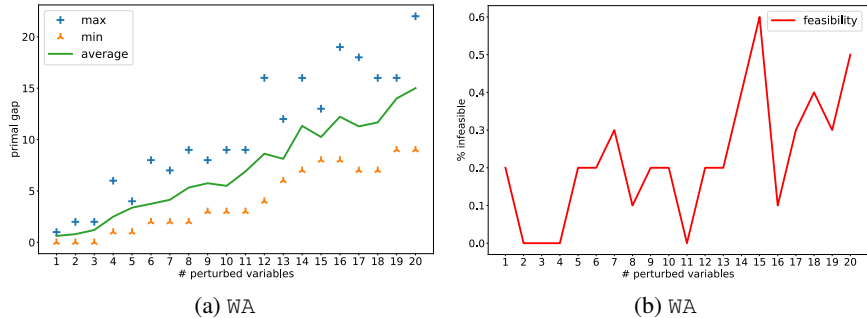 max
min
average
20
15
10
5
0
primal gap
1 2 3 4 5 6 7 8 9 10 11 12 13 14 15 16 17 18 19 20
# perturbed variables
(a) WA
feasibility
0.6
0.5
0.4
0.3
0.2
0.1
0.0
% infeasible
1 2 3 4 5 6 7 8 9 10 11 12 13 14 15 16 17 18 19 20
# perturbed variables
(b) WA